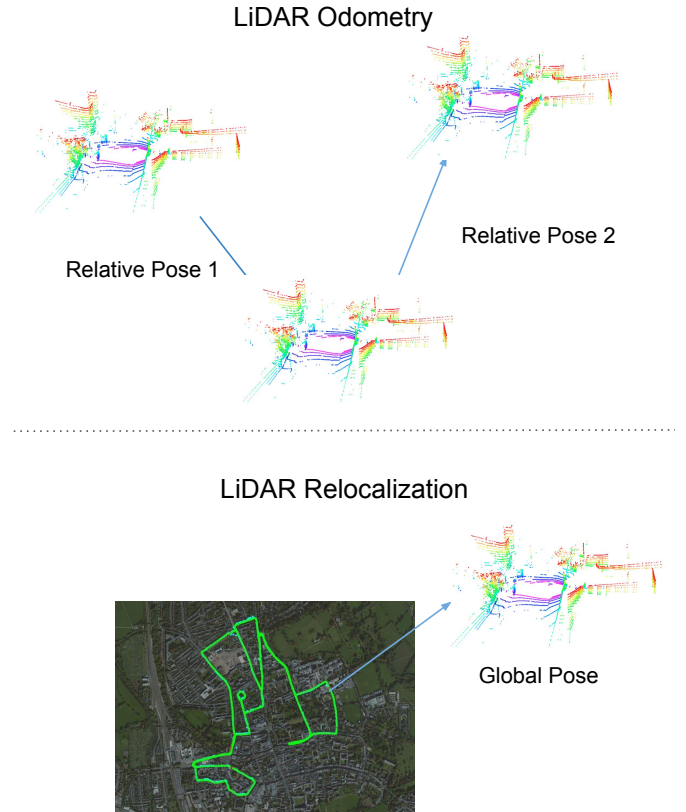 LiDAR Odometry
Relative Pose 2
Relative Pose 1
LiDAR Relocalization
Global Pose